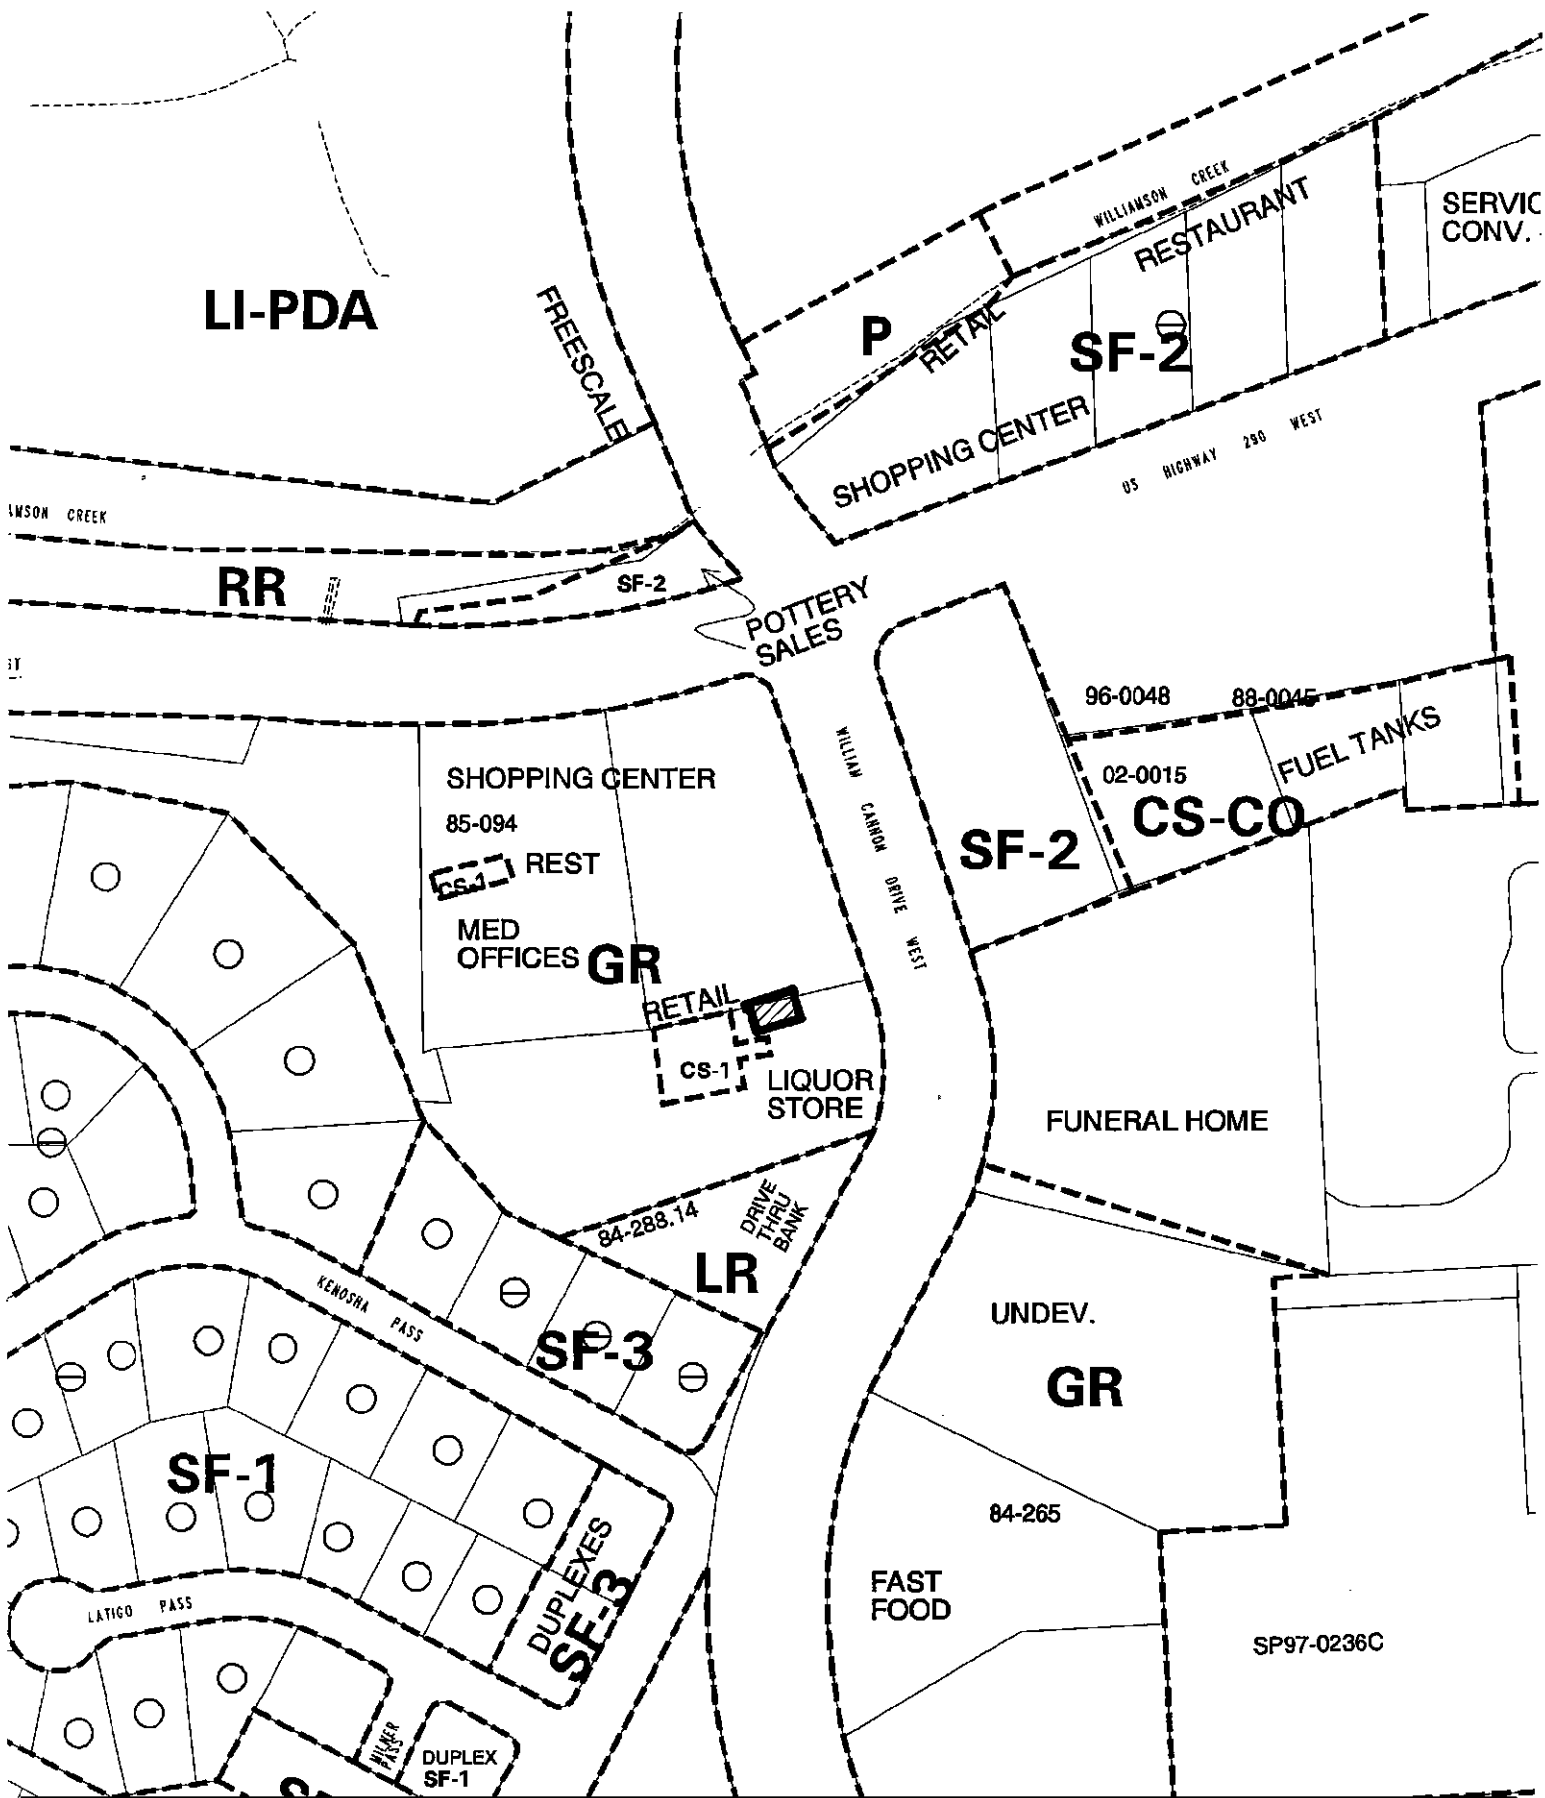 WILLIAMSON CREEK
RESTAURANT
SERVIC
CONV.
LI-PDA
FREESCALE
P
RETAIL
SF-2
SHOPPING CENTER
US HIGHWAY 290 WEST
AMSON CREEK
RR
SF-2
POTTERY
SALES
ST
96-0048
88-0045
FUEL TANKS
WILLIAM CANNON DRIVE WEST
02-0015
CS-CO
SHOPPING CENTER
85-094
SF-2
REST
CS-1
MED
OFFICES
GR
RETAIL
CS-1
LIQUOR
STORE
FUNERAL HOME
84-288.14
DRIVE
THRU
BANK
LR
KENOSHA PASS
UNDEV.
SF-3
GR
SF-1
84-265
DUPLEXES
SF-3
FAST
FOOD
LATIGO PASS
SP97-0236C
MILNER
PASS
DUPLEX
SF-1